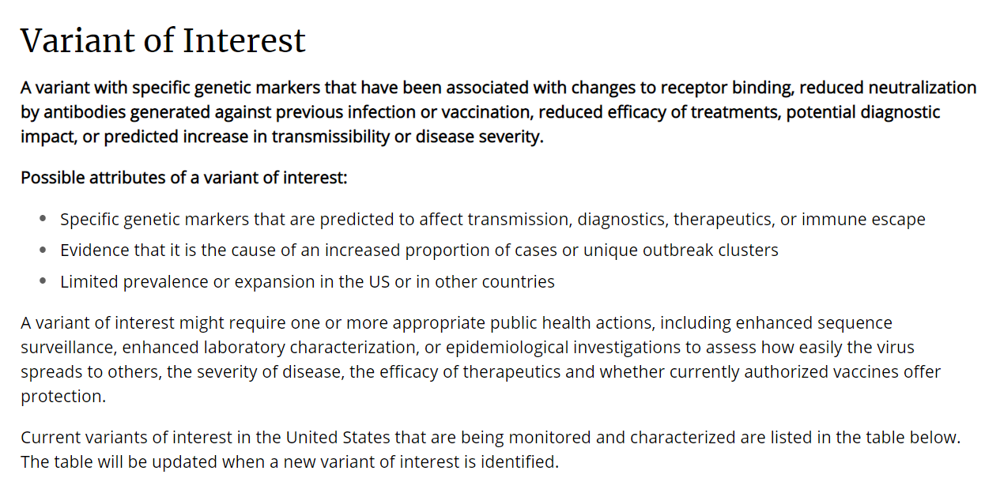 Variant of Interest
A variant with specific genetic markers that have been associated with changes to receptor binding, reduced neutralization
by antibodies generated against previous infection or vaccination, reduced efficacy of treatments, potential diagnostic
impact, or predicted increase in transmissibility or disease severity.
Possible attributes of a variant of interest:
• Specific genetic markers that are predicted to affect transmission, diagnostics, therapeutics, or immune escape
• Evidence that it is the cause of an increased proportion of cases or unique outbreak clusters
• Limited prevalence or expansion in the US or in other countries
A variant of interest might require one or more appropriate public health actions, including enhanced sequence
surveillance, enhanced laboratory characterization, or epidemiological investigations to assess how easily the virus
spreads to others, the severity of disease, the efficacy of therapeutics and whether currently authorized vaccines offer
protection.
Current variants of interest in the United States that are being monitored and characterized are listed in the table below.
The table will be updated when a new variant of interest is identified.